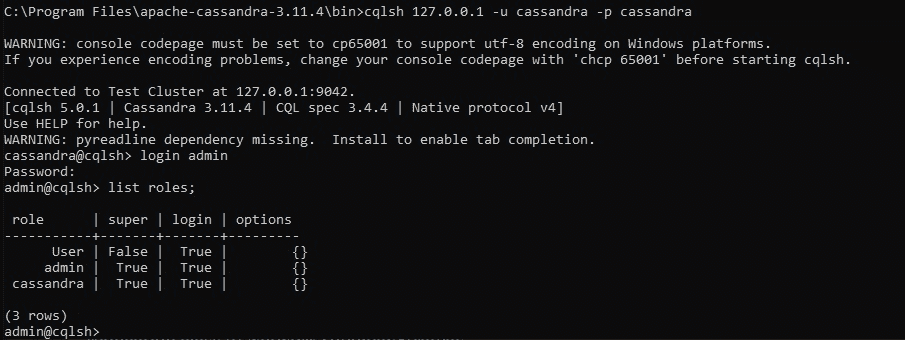 C:\Program Files\apache-cassandra-3.11.4\bin>cqlsh 127.0.0.1 -u cassandra -p cassandra
WARNING: console codepage must be set to cp65001 to support utf-8 encoding on Windows platforms.
If you experience encoding problems, change your console codepage with 'chcp 65001' before starting cqlsh.
Connected to Test Cluster at 127.0.0.1:9042.
[cqlsh 5.0.1 | Cassandra 3.11.4 | CQL spec 3.4.4 | Native protocol v4]
Use HELP for help.
WARNING: pyreadline dependency missing.  Install to enable tab completion.
cassandra@cqlsh> login admin
Password:
admin@cqlsh> list roles;
 role      | super | login | options
-----------+-------+-------+---------
      User | False |  True |        {}
     admin |  True |  True |        {}
 cassandra |  True |  True |        {}
(3 rows)
admin@cqlsh>